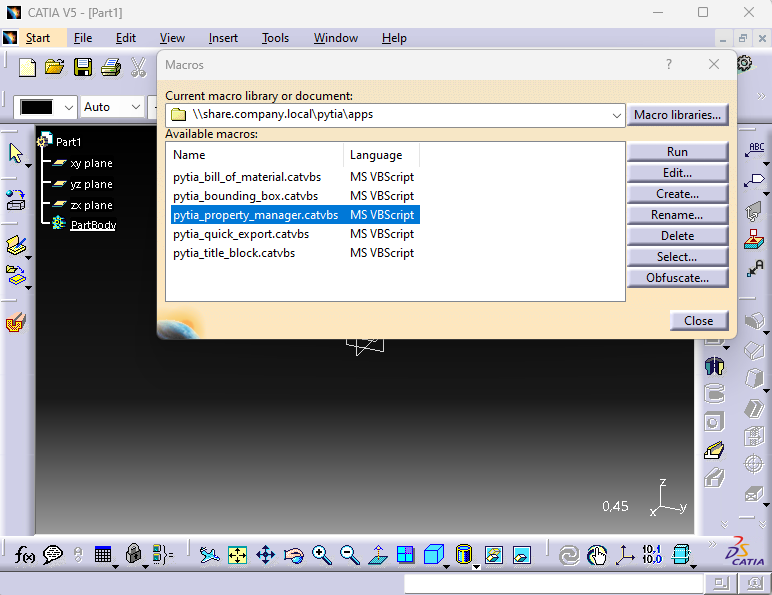 CATIA V5 - [Part1]
Start File Edit View Insert Tools Window Help
Macros
Auto
Current macro library or document:
\\share.company.local\pytia\apps
Macro libraries...
Available macros:
Name Language
pytia_bill_of_material.catvbs MS VBScript
pytia_bounding_box.catvbs MS VBScript
pytia_property_manager.catvbs MS VBScript
pytia_quick_export.catvbs MS VBScript
pytia_title_block.catvbs MS VBScript
Run
Edit...
Create...
Rename...
Delete
Select...
Obfuscate...
Close
Part1
xy plane
yz plane
zx plane
PartBody
ABC
0,45
z
x
y
f(x)
10.1
10.0
CATIA